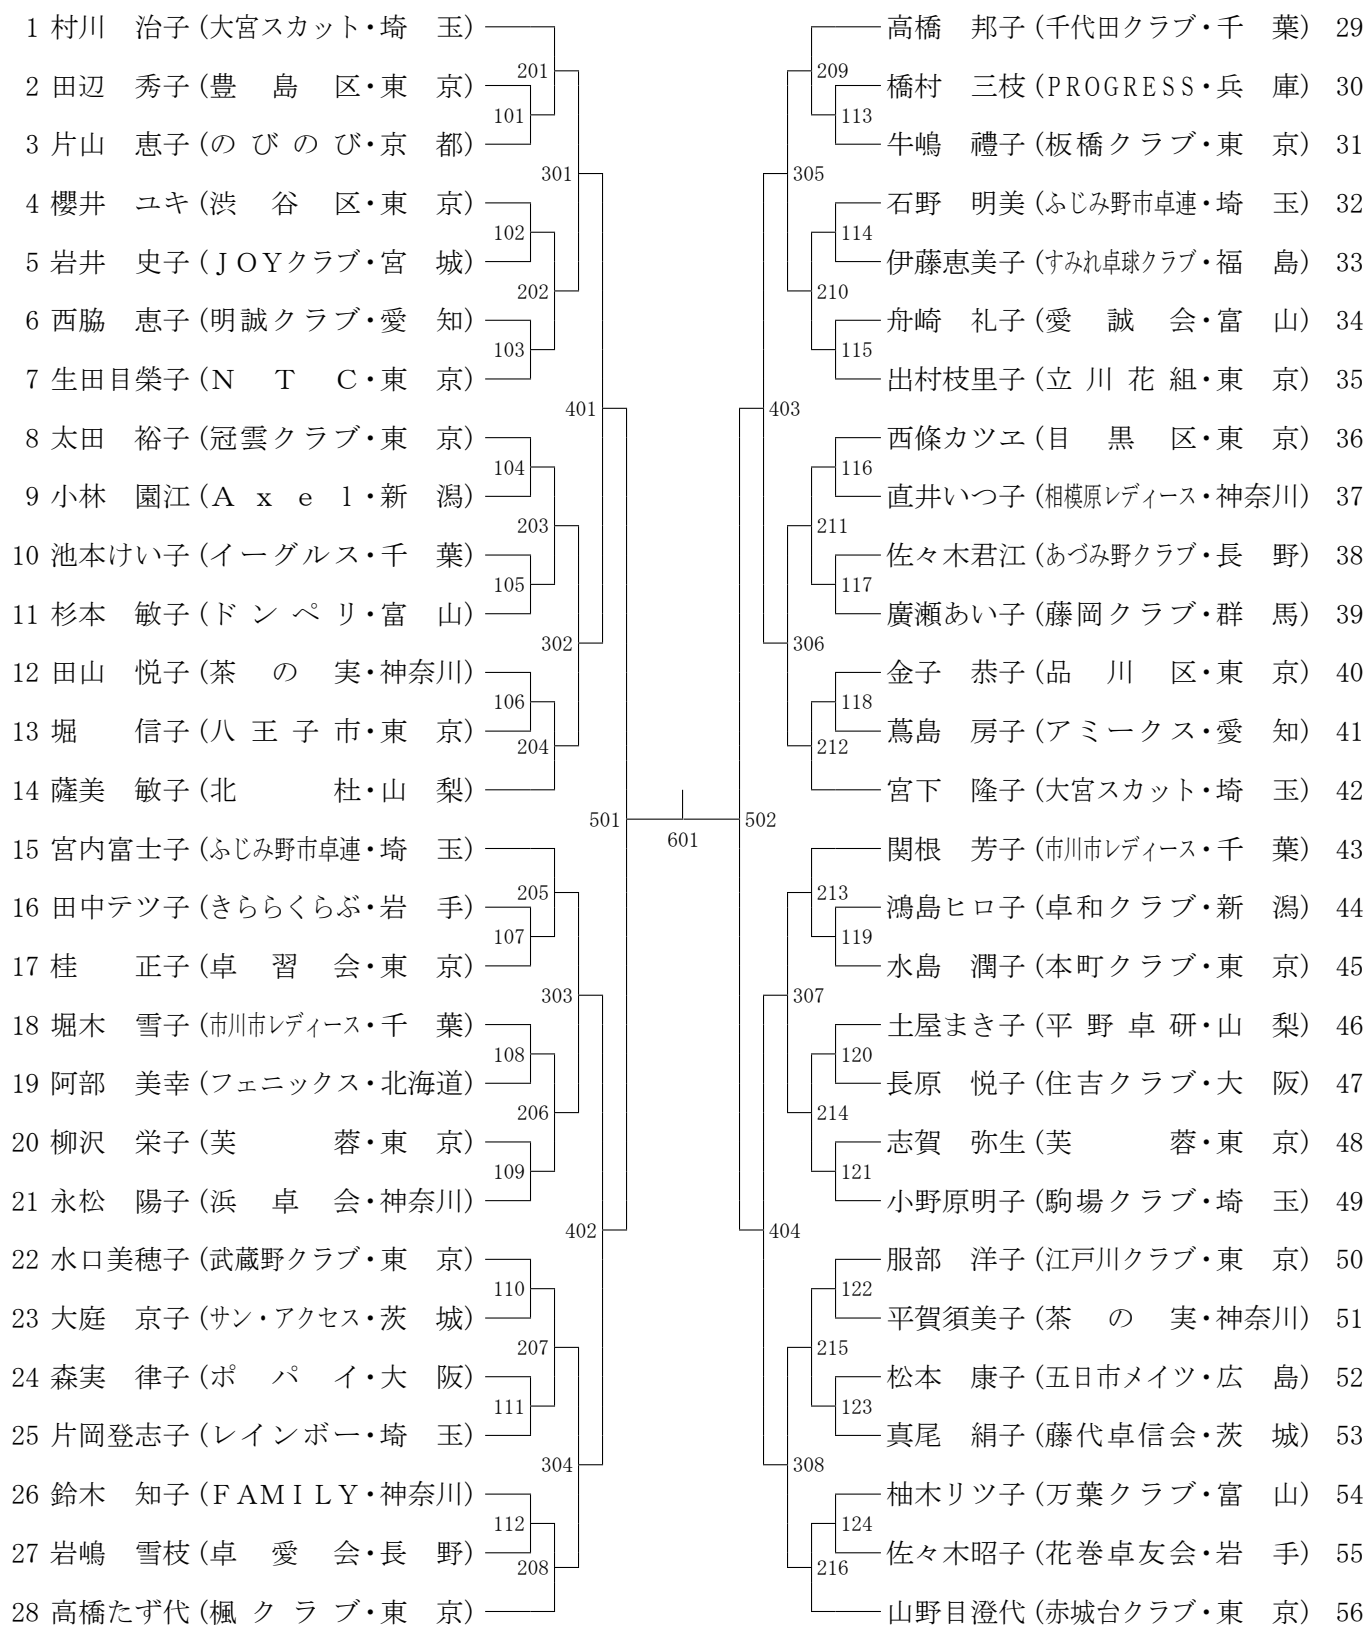 1 村川　治子 (大宮スカット・埼　玉)
2 田辺　秀子 (豊島区・東　京)
3 片山　恵子 (のびのび・京　都)
4 櫻井　ユキ (渋谷区・東　京)
5 岩井　史子 (ＪＯＹクラブ・宮　城)
6 西脇　恵子 (明誠クラブ・愛　知)
7 生田目榮子 (ＮＴＣ・東　京)
8 太田　裕子 (冠雲クラブ・東　京)
9 小林　園江 (Ａｘｅｌ・新　潟)
10 池本けい子 (イーグルス・千　葉)
11 杉本　敏子 (ドンペリ・富　山)
12 田山　悦子 (茶の実・神奈川)
13 堀　　信子 (八王子市・東　京)
14 薩美　敏子 (北杜・山　梨)
15 宮内富士子 (ふじみ野市卓連・埼　玉)
16 田中テツ子 (きららくらぶ・岩　手)
17 桂　　正子 (卓習会・東　京)
18 堀木　雪子 (市川市レディース・千　葉)
19 阿部　美幸 (フェニックス・北海道)
20 柳沢　栄子 (芙蓉・東　京)
21 永松　陽子 (浜卓会・神奈川)
22 水口美穂子 (武蔵野クラブ・東　京)
23 大庭　京子 (サン・アクセス・茨　城)
24 森実　律子 (ポパイ・大　阪)
25 片岡登志子 (レインボー・埼　玉)
26 鈴木　知子 (ＦＡＭＩＬＹ・神奈川)
27 岩嶋　雪枝 (卓愛会・長　野)
28 高橋たず代 (楓クラブ・東　京)
101
102
103
104
105
106
107
108
109
110
111
112
201
202
203
204
205
206
207
208
301
302
303
304
401
402
501
601
502
403
404
305
306
307
308
209
210
211
212
213
214
215
216
113
114
115
116
117
118
119
120
121
122
123
124
高橋　邦子 (千代田クラブ・千　葉) 29
橋村　三枝 (PROGRESS・兵　庫) 30
牛嶋　禮子 (板橋クラブ・東　京) 31
石野　明美 (ふじみ野市卓連・埼　玉) 32
伊藤恵美子 (すみれ卓球クラブ・福　島) 33
舟崎　礼子 (愛誠会・富　山) 34
出村枝里子 (立川花組・東　京) 35
西條カツヱ (目黒区・東　京) 36
直井いつ子 (相模原レディース・神奈川) 37
佐々木君江 (あづみ野クラブ・長　野) 38
廣瀬あい子 (藤岡クラブ・群　馬) 39
金子　恭子 (品川区・東　京) 40
蔦島　房子 (アミークス・愛　知) 41
宮下　隆子 (大宮スカット・埼　玉) 42
関根　芳子 (市川市レディース・千　葉) 43
鴻島ヒロ子 (卓和クラブ・新　潟) 44
水島　潤子 (本町クラブ・東　京) 45
土屋まき子 (平野卓研・山　梨) 46
長原　悦子 (住吉クラブ・大　阪) 47
志賀　弥生 (芙蓉・東　京) 48
小野原明子 (駒場クラブ・埼　玉) 49
服部　洋子 (江戸川クラブ・東　京) 50
平賀須美子 (茶の実・神奈川) 51
松本　康子 (五日市メイツ・広　島) 52
真尾　絹子 (藤代卓信会・茨　城) 53
柚木リツ子 (万葉クラブ・富　山) 54
佐々木昭子 (花巻卓友会・岩　手) 55
山野目澄代 (赤城台クラブ・東　京) 56